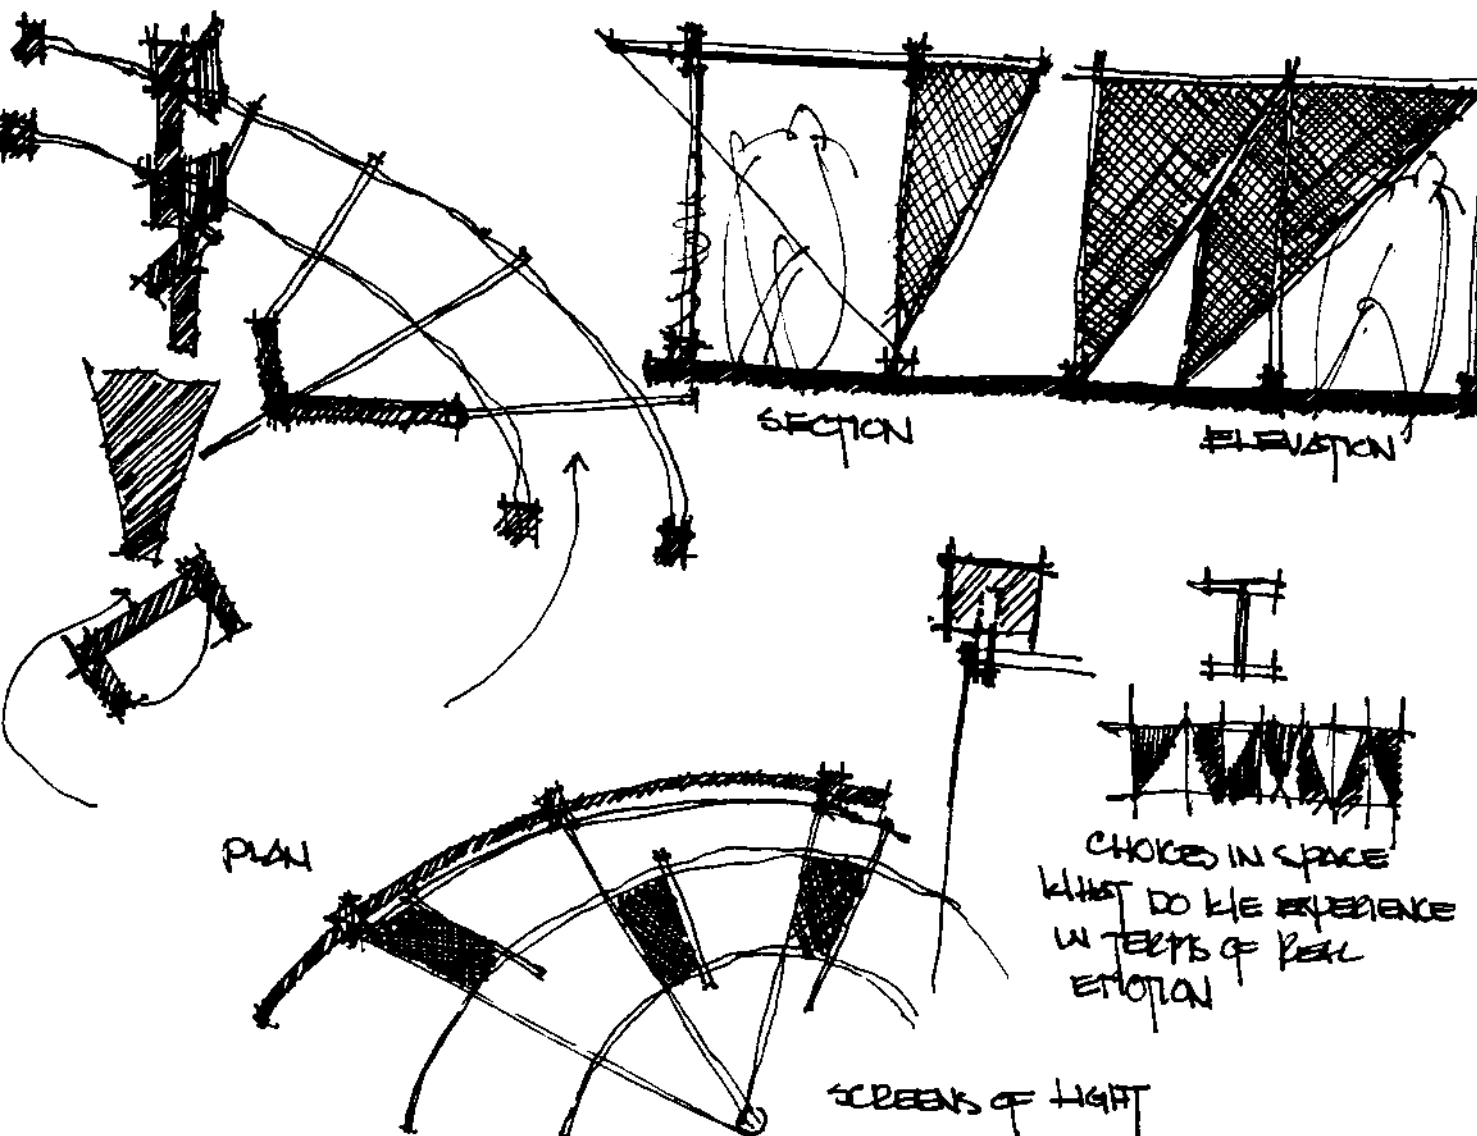 SECTION
ELEVATION
PLAN
CHOICES IN SPACE
WHAT DO WE EXPERIENCE
IN TERMS OF REAL
EMOTION
SCREENS OF LIGHT